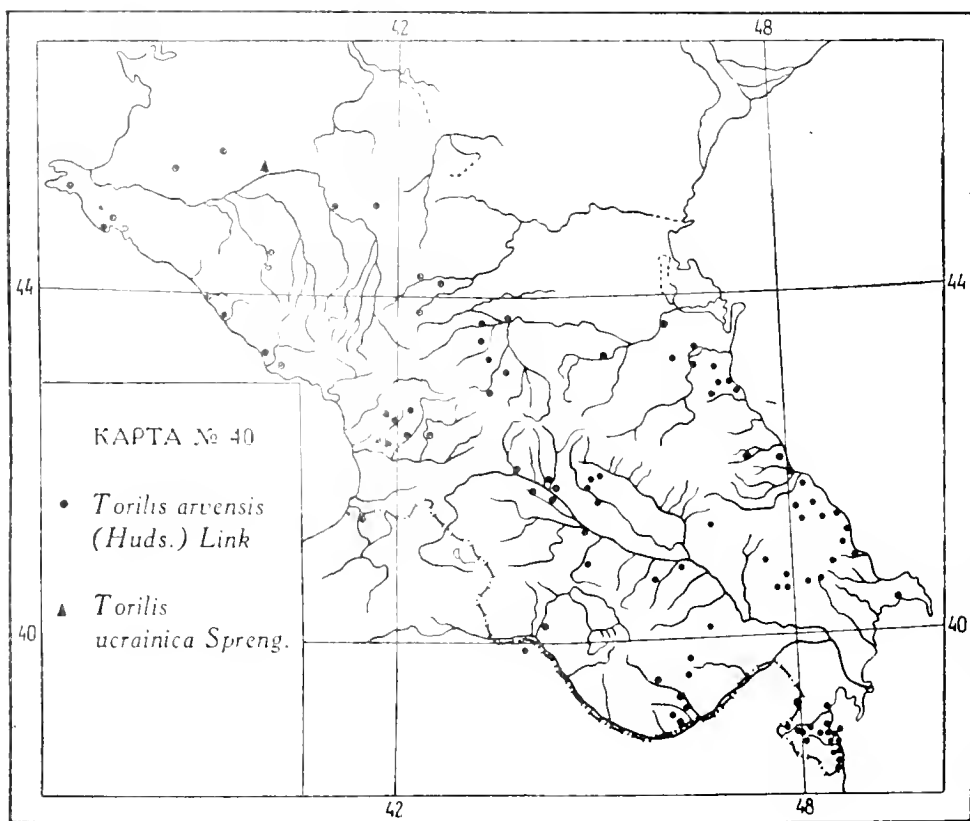 42 48
44 44
КАРТА № 40
Torilis arvensis
(Huds.) Link
Torilis
ucrainica Spreng.
40 40
42 48